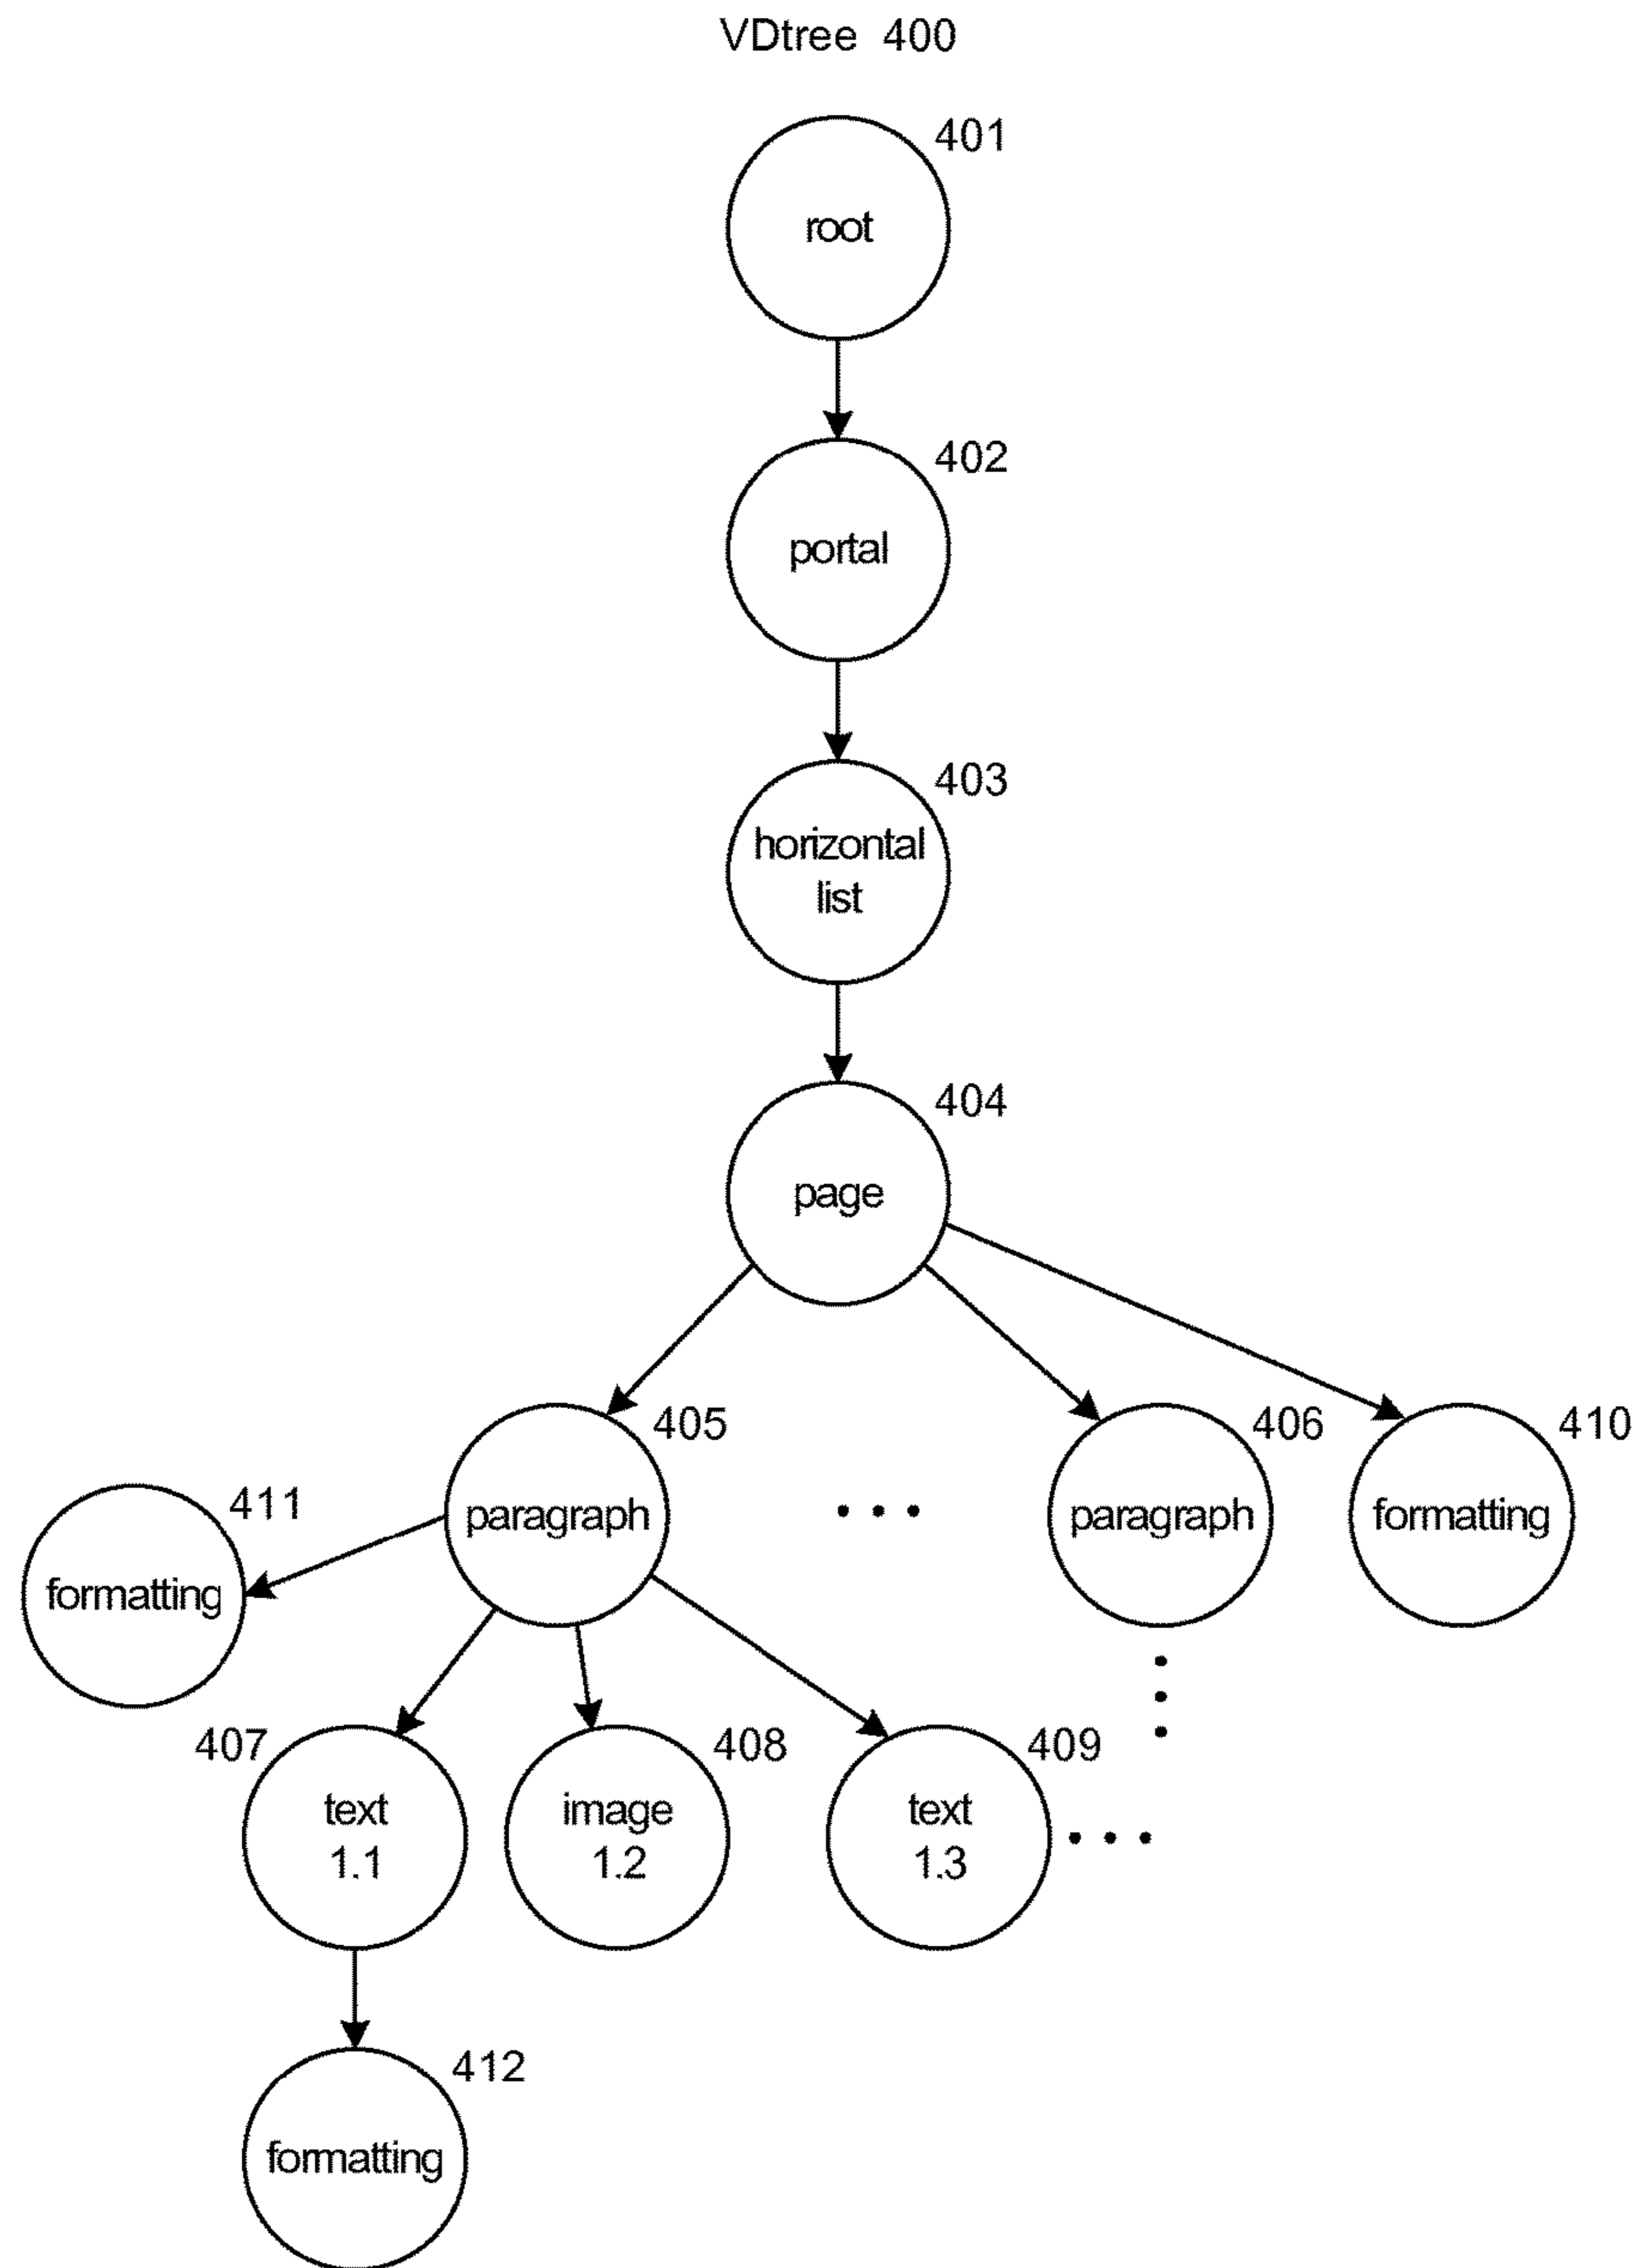 VDtree 400
401
root
402
portal
403
horizontal
list
404
page
405
406
410
paragraph
paragraph
formatting
411
formatting
407
408
409
text
1.1
image
1.2
text
1.3
412
formatting